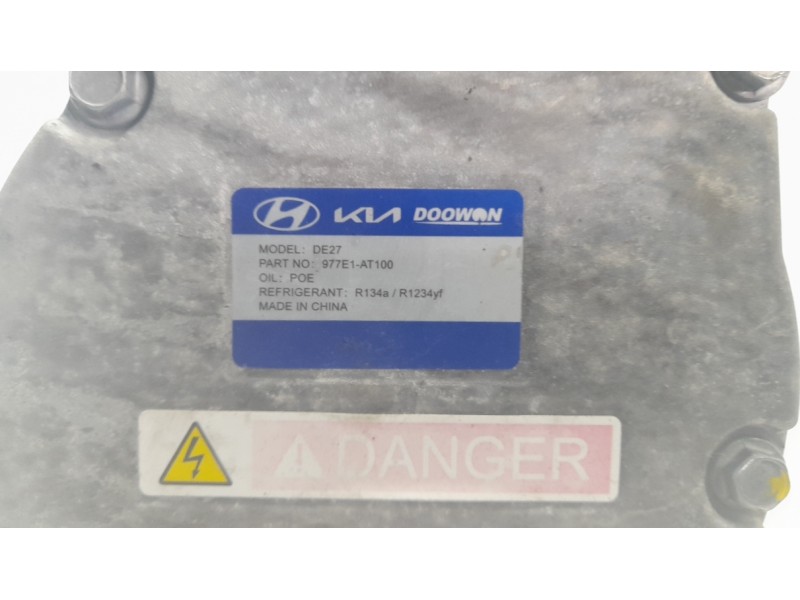 KIA DOOWON
MODEL: DE27
PART NO: 977E1-AT100
OIL: POE
REFRIGERANT: R134a / R1234yf
MADE IN CHINA
DANGER